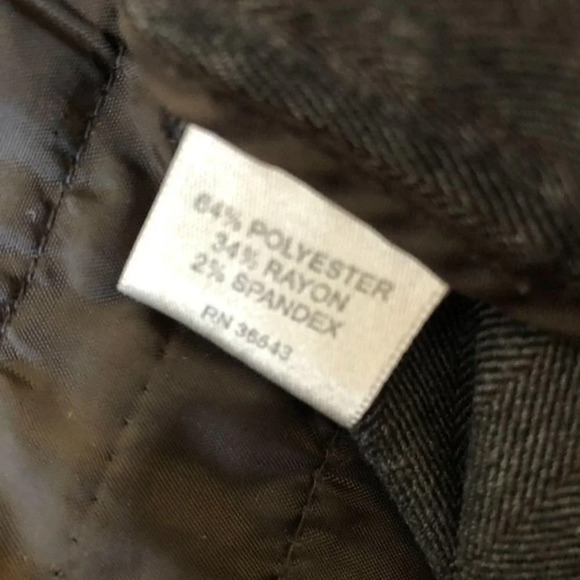 64% POLYESTER
34% RAYON
2% SPANDEX
RN 36643